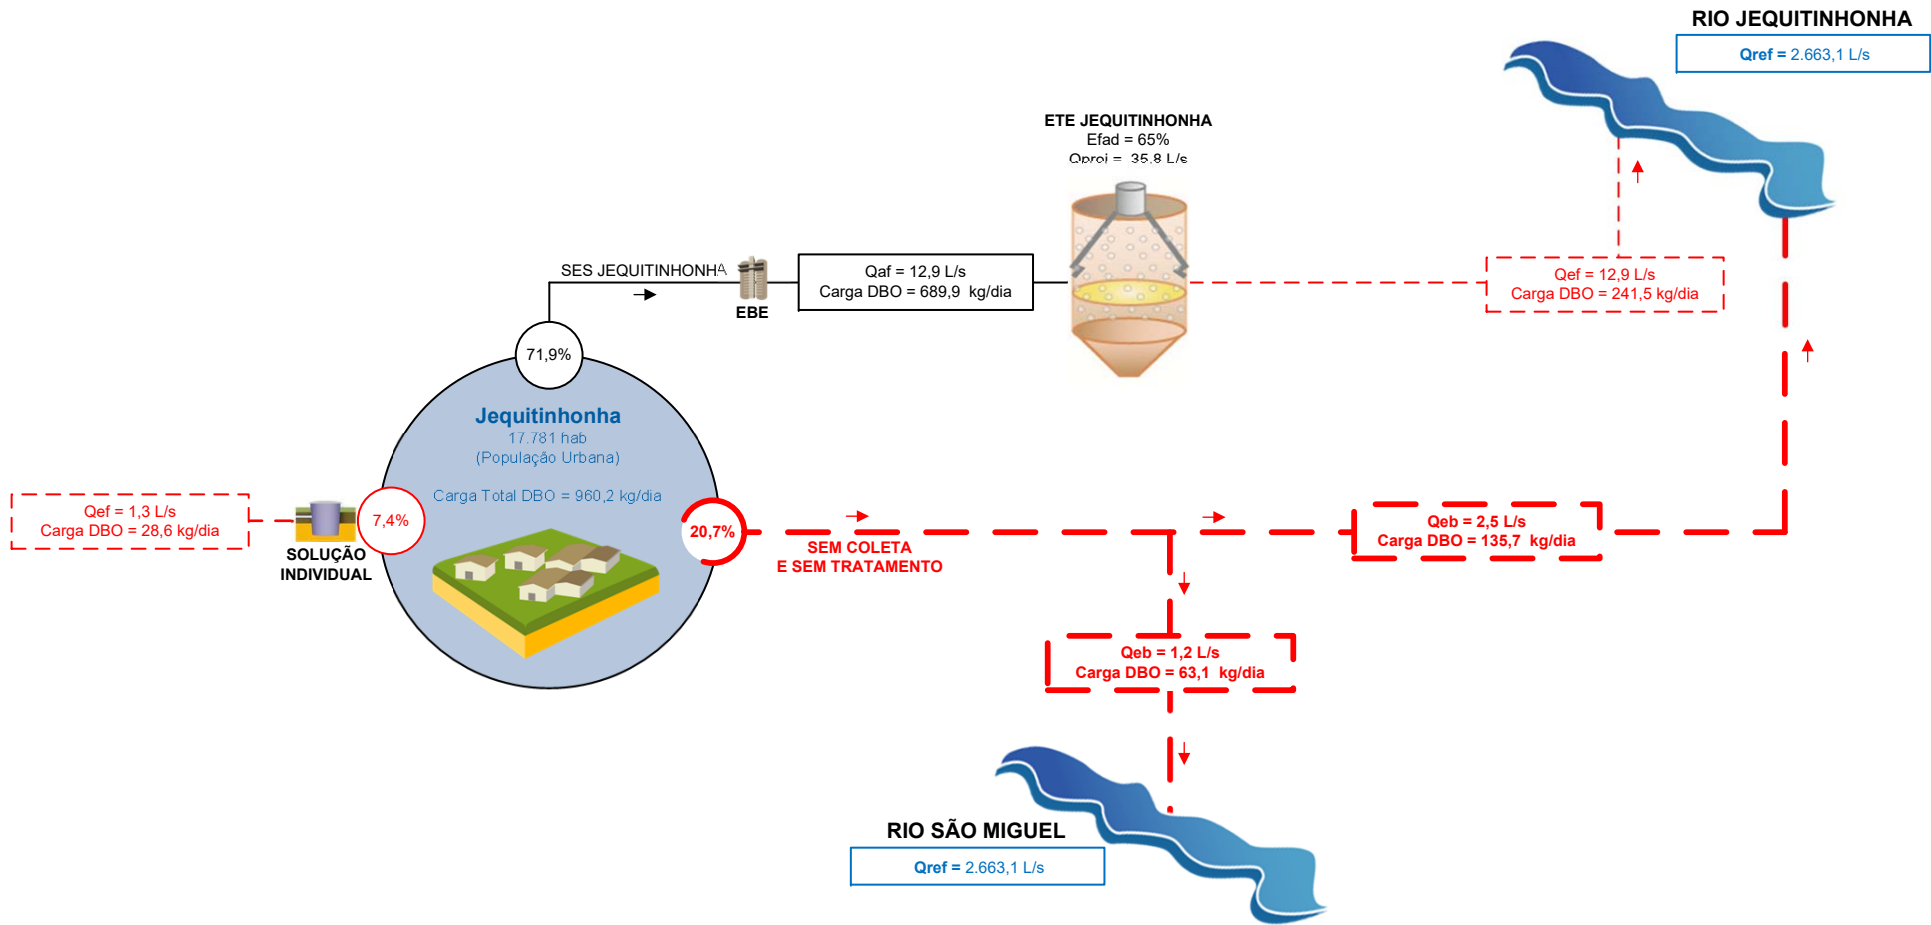 RIO JEQUITINHONHA
Qref = 2.663,1 L/s
ETE JEQUITINHONHA
Efad = 65%
Qproj = 35,8 L/s
SES JEQUITINHONHA
EBE
Qaf = 12,9 L/s
Carga DBO = 689,9 kg/dia
Qef = 12,9 L/s
Carga DBO = 241,5 kg/dia
71,9%
Jequitinhonha
17.781 hab
(População Urbana)
Carga Total DBO = 960,2 kg/dia
Qef = 1,3 L/s
Carga DBO = 28,6 kg/dia
SOLUÇÃO
INDIVIDUAL
7,4%
20,7%
SEM COLETA
E SEM TRATAMENTO
Qeb = 2,5 L/s
Carga DBO = 135,7 kg/dia
Qeb = 1,2 L/s
Carga DBO = 63,1 kg/dia
RIO SÃO MIGUEL
Qref = 2.663,1 L/s